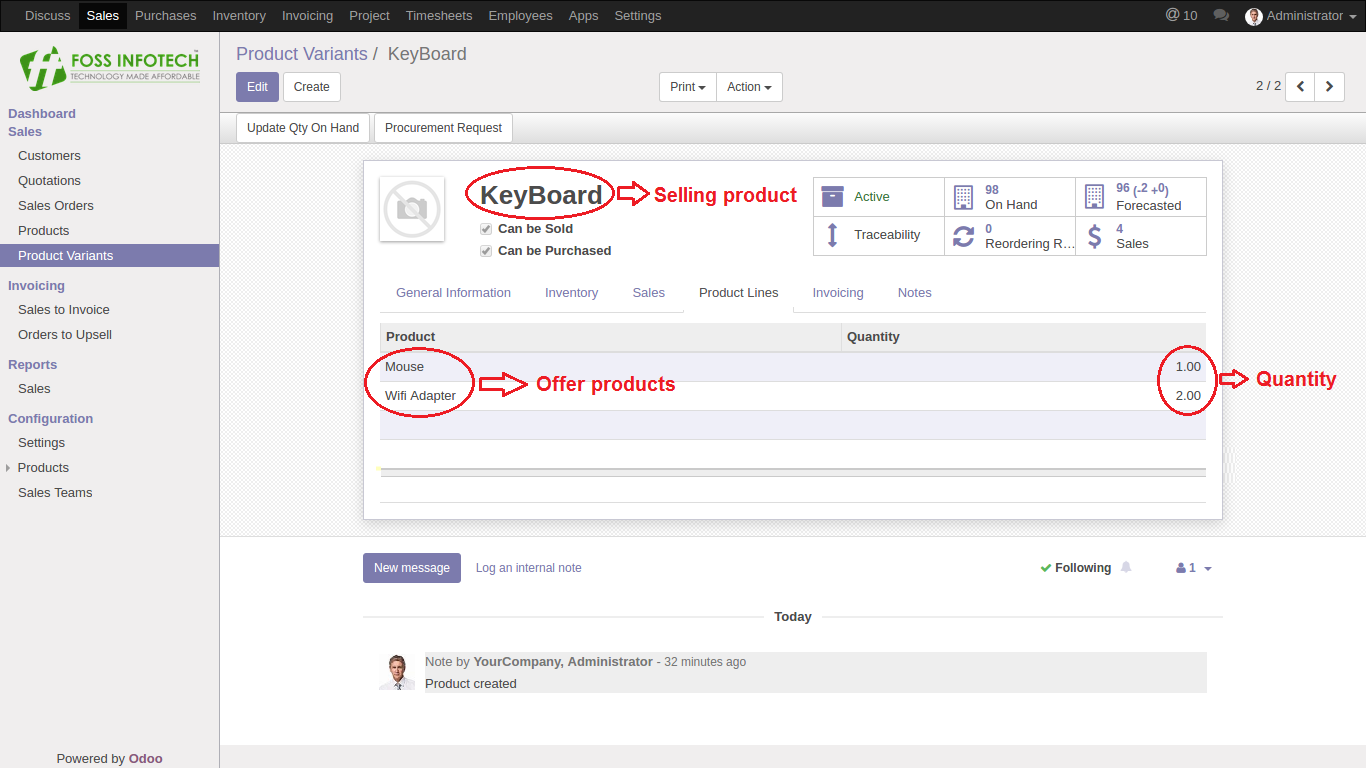 Discuss Sales Purchases Inventory Invoicing Project Timesheets Employees Apps Settings @ 10 Administrator
FOSS INFOTECH
TECHNOLOGY MADE AFFORDABLE
Dashboard
Sales
Customers
Quotations
Sales Orders
Products
Product Variants
Invoicing
Sales to Invoice
Orders to Upsell
Reports
Sales
Configuration
Settings
Products
Sales Teams
Powered by Odoo
Product Variants / KeyBoard
Edit Create Print Action 2 / 2
Update Qty On Hand Procurement Request
KeyBoard Selling product
Can be Sold
Can be Purchased
Active
98
On Hand
96 (-2 +0)
Forecasted
Traceability
0
Reordering R...
4
Sales
General Information Inventory Sales Product Lines Invoicing Notes
Product Quantity
Mouse 1.00
Wifi Adapter 2.00
Offer products Quantity
New message Log an internal note Following 1
Today
Note by YourCompany, Administrator - 32 minutes ago
Product created